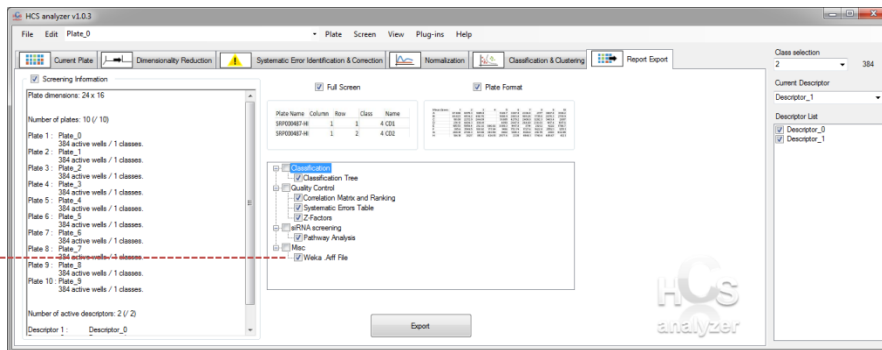 HCS analyzer v1.0.3
File Edit Plate_0 Plate Screen View Plug-ins Help
Current Plate Dimensionality Reduction Systematic Error Identification & Correction Normalization Classification & Clustering Report Export
Class selection
2 384
Current Descriptor
Descriptor_1
Descriptor List
Descriptor_0
Descriptor_1
Screening Information
Plate dimensions: 24 x 16
Number of plates: 10 (/ 10)
Plate 1 : Plate_0
384 active wells / 1 classes.
Plate 2 : Plate_1
384 active wells / 1 classes.
Plate 3 : Plate_2
384 active wells / 1 classes.
Plate 4 : Plate_3
384 active wells / 1 classes.
Plate 5 : Plate_4
384 active wells / 1 classes.
Plate 6 : Plate_5
384 active wells / 1 classes.
Plate 7 : Plate_6
384 active wells / 1 classes.
Plate 8 : Plate_7
384 active wells / 1 classes.
Plate 9 : Plate_8
384 active wells / 1 classes.
Plate 10 : Plate_9
384 active wells / 1 classes.
Number of active descriptors: 2 (/ 2)
Descriptor 1 : Descriptor_0
Full Screen Plate Format
Plate Name Column Row Class Name
SRP000487-HI 1 1 4 CD1
SRP000487-HI 1 2 4 CD2
Classification
Classification Tree
Quality Control
Correlation Matrix and Ranking
Systematic Errors Table
Z-Factors
siRNA screening
Pathway Analysis
Misc
Weka .Arff File
Export
HCS
analyzer